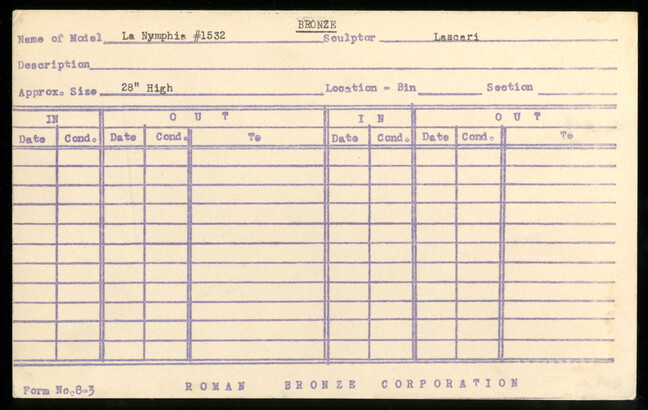 BRONZE
Name of Model La Nymphia #1532 Sculptor Lascari
Description
Approx. Size 28" High Location - Bin Section
IN OUT IN OUT
Date Cond. Date Cond. To Date Cond. Date Cond. To
Form No. 8-3 ROMAN BRONZE CORPORATION